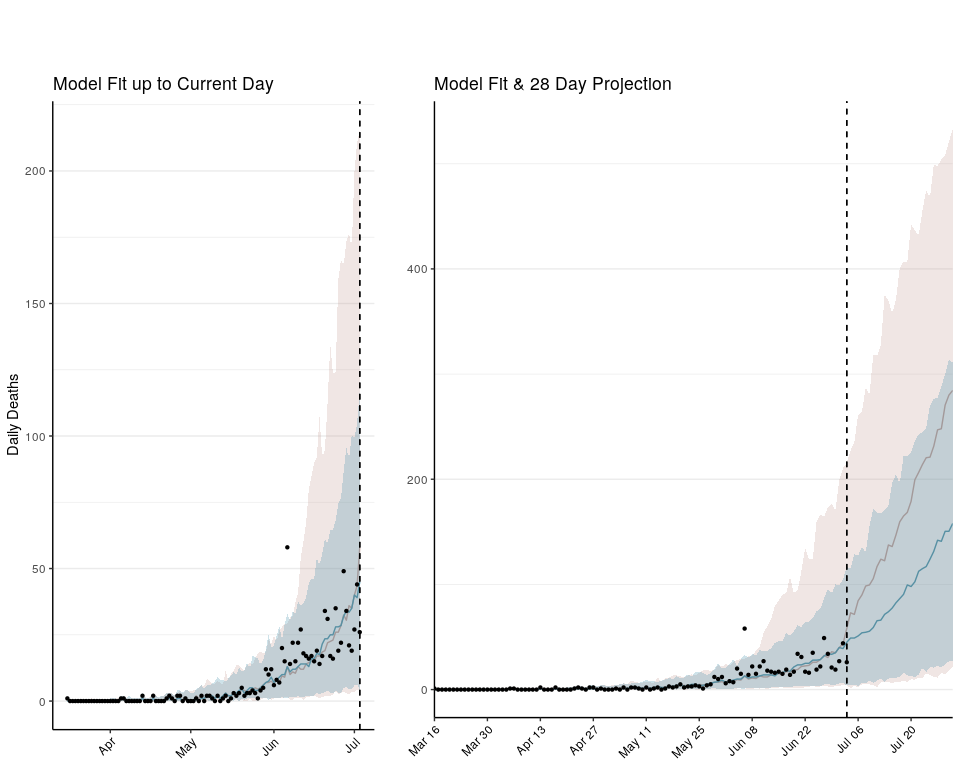 Model Fit up to Current Day
Daily Deaths
200
150
100
50
0
Apr
May
Jun
Jul
Model Fit & 28 Day Projection
400
200
0
Mar 16
Mar 30
Apr 13
Apr 27
May 11
May 25
Jun 08
Jun 22
Jul 06
Jul 20